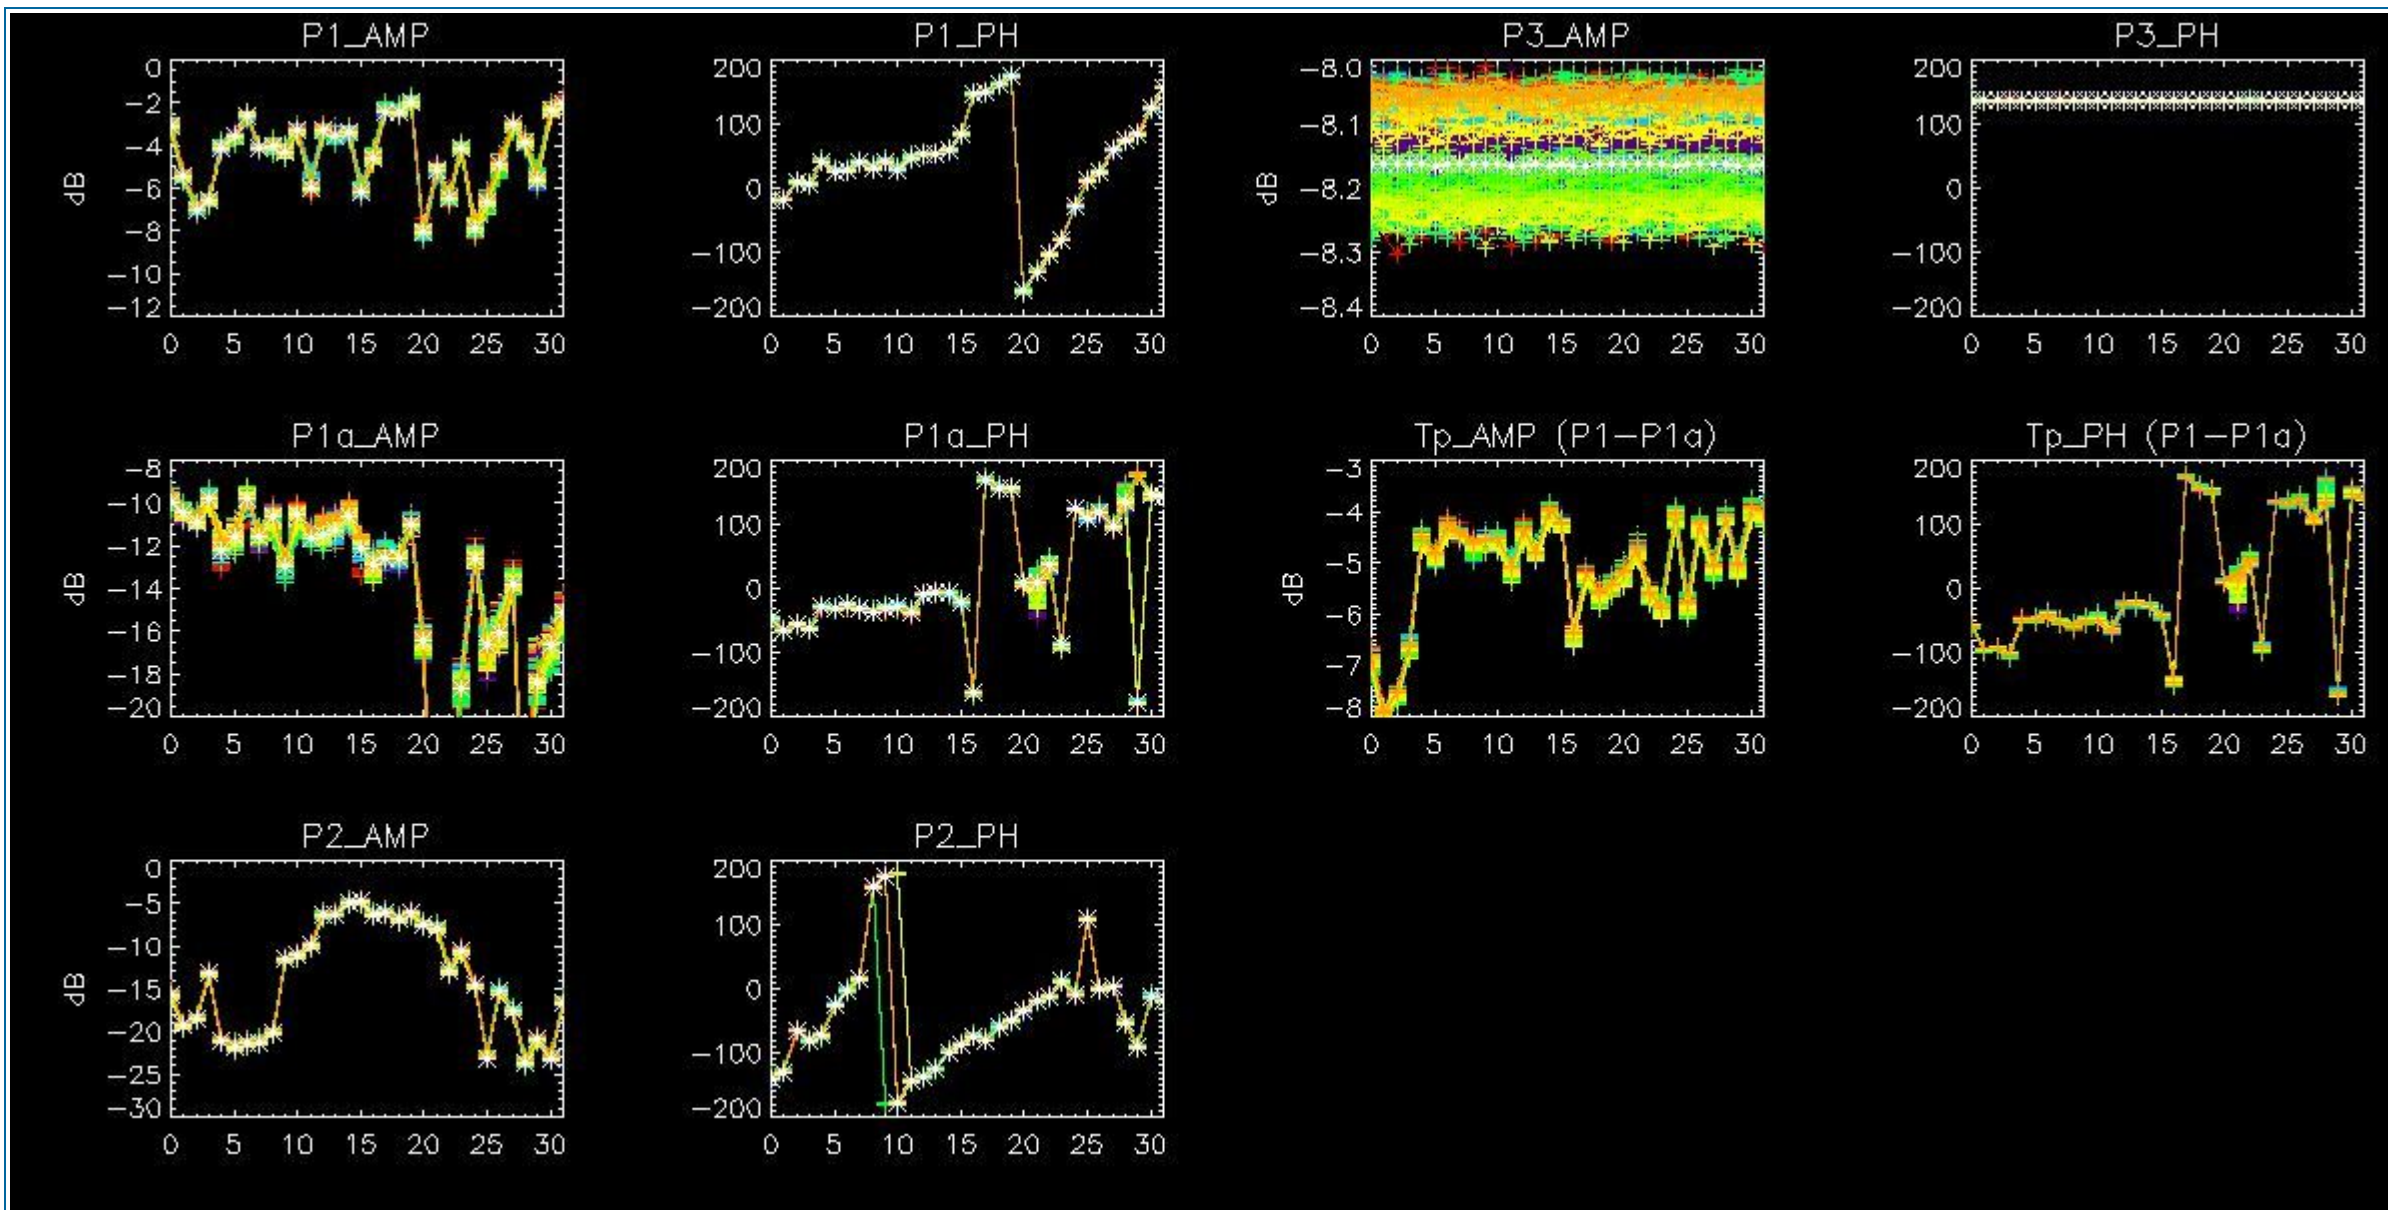 P1_AMP P1_PH P3_AMP P3_PH
0 200 −8.0 200
−2
−4 100 −8.1 100
dB −6 0 dB −8.2 0
−8
−10 −100 −8.3 −100
−12 −200 −8.4 −200
0 5 10 15 20 25 30 0 5 10 15 20 25 30 0 5 10 15 20 25 30 0 5 10 15 20 25 30
P1a_AMP P1a_PH Tp_AMP (P1−P1a) Tp_PH (P1−P1a)
−8 200 −3 200
−10
−12 100 −4 100
dB −14 0 dB −5 0
−16 −6
−18 −100 −7 −100
−20 −200 −8 −200
0 5 10 15 20 25 30 0 5 10 15 20 25 30 0 5 10 15 20 25 30 0 5 10 15 20 25 30
P2_AMP P2_PH
0 200
−5 100
−10
dB −15 0
−20 −100
−25
−30 −200
0 5 10 15 20 25 30 0 5 10 15 20 25 30